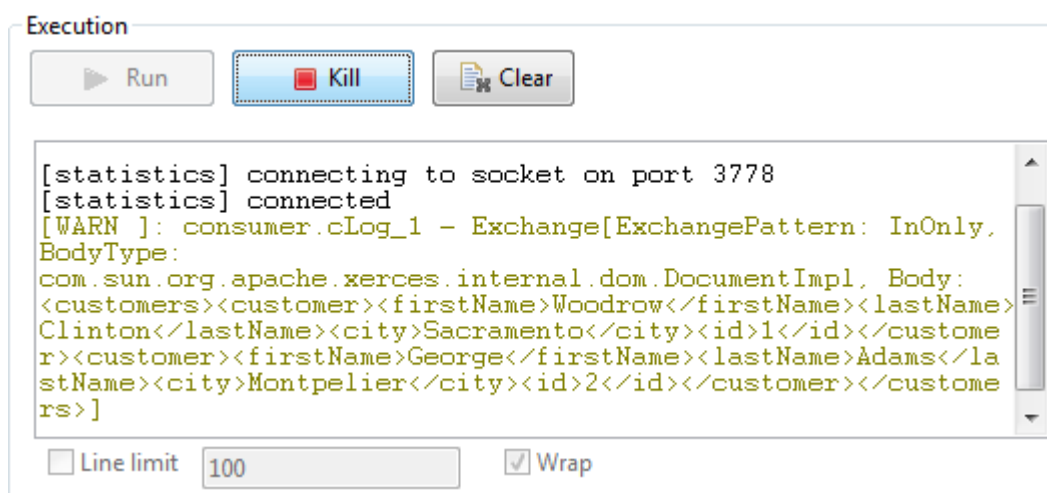 Execution
Run Kill Clear
[statistics] connecting to socket on port 3778
[statistics] connected
[WARN ]: consumer.cLog_1 - Exchange[ExchangePattern: InOnly,
BodyType:
com.sun.org.apache.xerces.internal.dom.DocumentImpl, Body:
<customers><customer><firstName>Woodrow</firstName><lastName>
Clinton</lastName><city>Sacramento</city><id>1</id></custome
r><customer><firstName>George</firstName><lastName>Adams</la
stName><city>Montpelier</city><id>2</id></customer></custome
rs>]
Line limit 100 Wrap